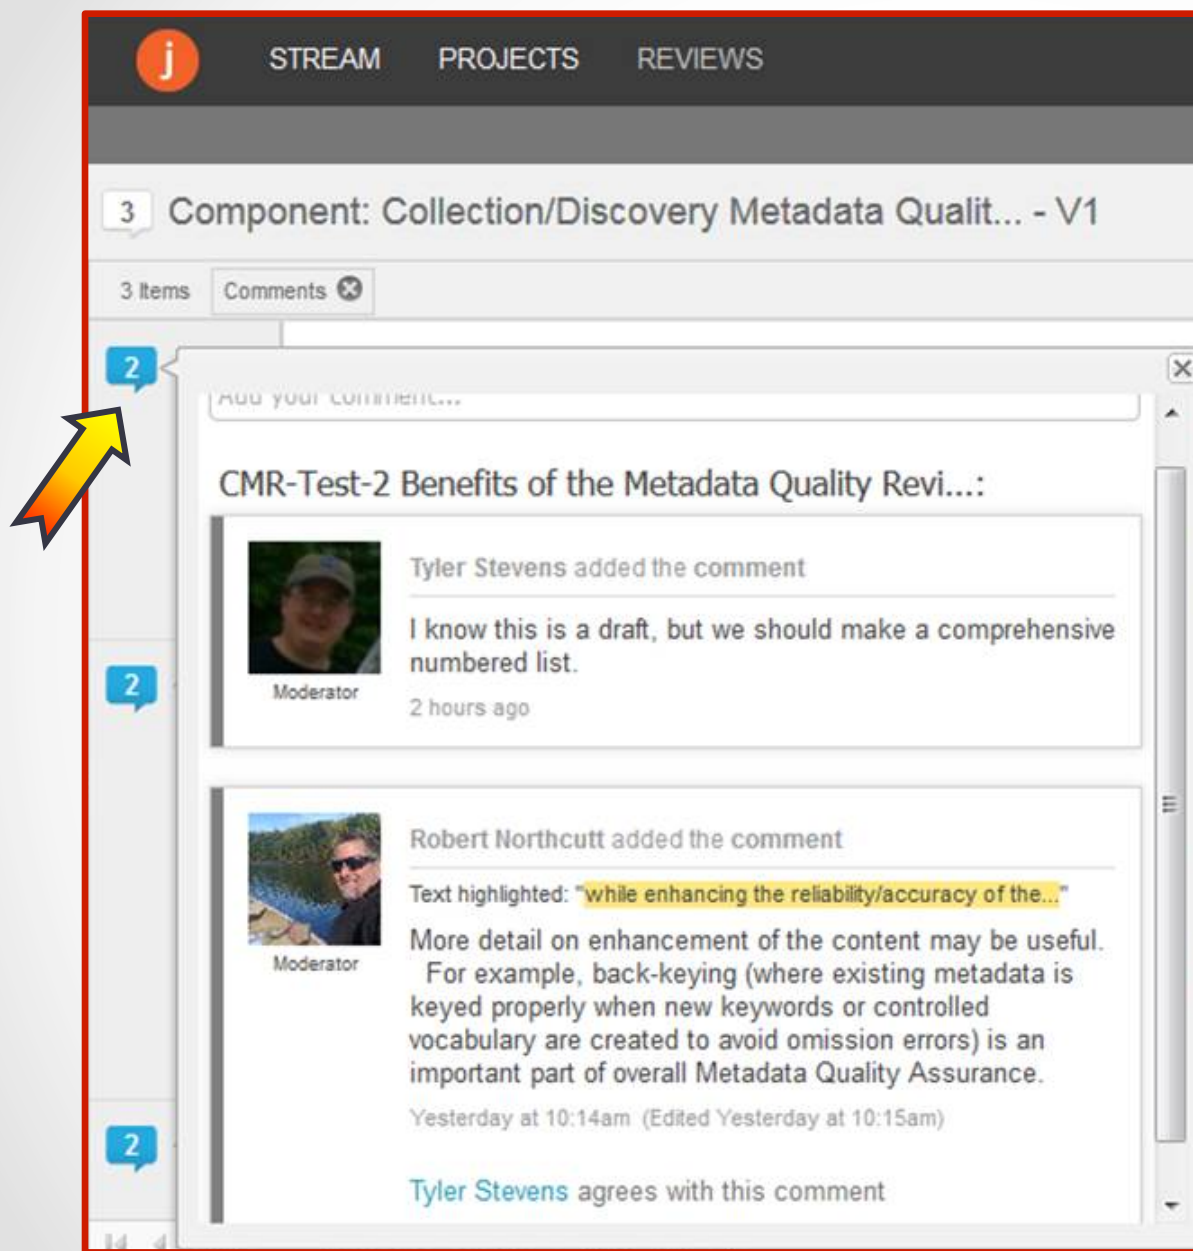 j STREAM PROJECTS REVIEWS
3 Component: Collection/Discovery Metadata Qualit... - V1
3 Items Comments
2
Add your comment...
CMR-Test-2 Benefits of the Metadata Quality Revi...:
Tyler Stevens added the comment
I know this is a draft, but we should make a comprehensive
numbered list.
Moderator
2 hours ago
2
Robert Northcutt added the comment
Text highlighted: "while enhancing the reliability/accuracy of the..."
More detail on enhancement of the content may be useful.
Moderator
For example, back-keying (where existing metadata is
keyed properly when new keywords or controlled
vocabulary are created to avoid omission errors) is an
important part of overall Metadata Quality Assurance.
Yesterday at 10:14am (Edited Yesterday at 10:15am)
2
Tyler Stevens agrees with this comment